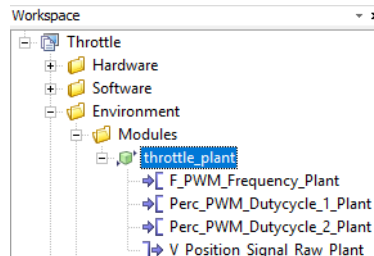 Workspace
Throttle
Hardware
Software
Environment
Modules
throttle_plant
F_PWM_Frequency_Plant
Perc_PWM_Dutycycle_1_Plant
Perc_PWM_Dutycycle_2_Plant
V_Position_Signal_Raw_Plant